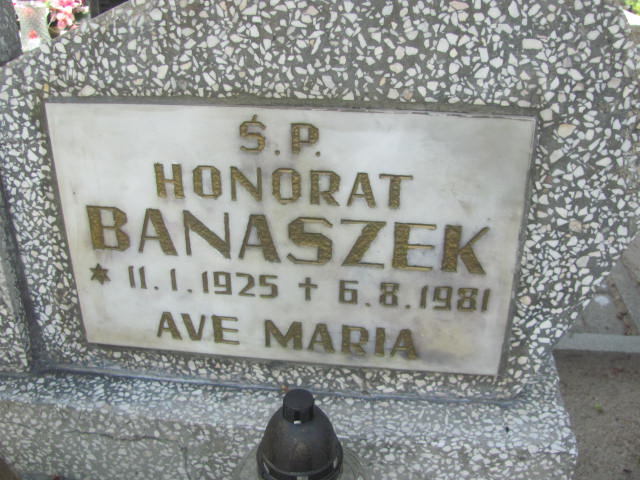 Ś.P.
HONORAT
BANASZEK
* 11.1.1925 † 6.8.1981
AVE MARIA